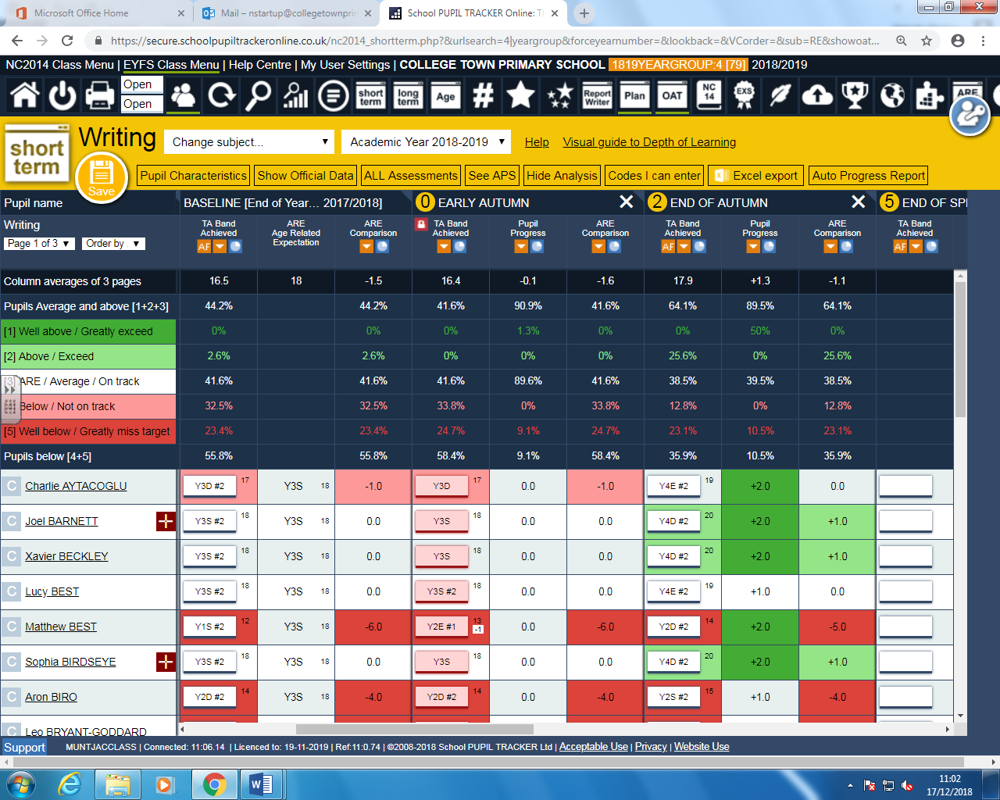 Microsoft Office Home
Mail – nstartup@collegetownprim
School PUPIL TRACKER Online: Th
https://secure.schoolpupiltrackeronline.co.uk/nc2014_shortterm.php?&urlsearch=4|yeargroup&forceyearnumber=&lookback=&VCorder=&sub=RE&showoat...
NC2014 Class Menu | EYFS Class Menu | Help Centre | My User Settings | COLLEGE TOWN PRIMARY SCHOOL 1819YEARGROUP:4 [79] 2018/2019
Open
Open
short term
long term
Age
#
Report Writer
Plan
OAT
NC 14
EXS
ARE
short term
Writing
Change subject...
Academic Year 2018-2019
Help
Visual guide to Depth of Learning
Save
Pupil Characteristics
Show Official Data
ALL Assessments
See APS
Hide Analysis
Codes I can enter
Excel export
Auto Progress Report
Pupil name BASELINE [End of Year... 2017/2018] 0 EARLY AUTUMN X 2 END OF AUTUMN X 5 END OF SPI
Writing
Page 1 of 3
Order by
TA Band Achieved AF
ARE Age Related Expectation
ARE Comparison
TA Band Achieved
Pupil Progress
ARE Comparison
TA Band Achieved AF
Pupil Progress
ARE Comparison
TA Band Achieved AF
Column averages of 3 pages 16.5 18 -1.5 16.4 -0.1 -1.6 17.9 +1.3 -1.1
Pupils Average and above [1+2+3] 44.2% 44.2% 41.6% 90.9% 41.6% 64.1% 89.5% 64.1%
[1] Well above / Greatly exceed 0% 0% 0% 1.3% 0% 0% 50% 0%
[2] Above / Exceed 2.6% 2.6% 0% 0% 0% 25.6% 0% 25.6%
[3] ARE / Average / On track 41.6% 41.6% 41.6% 89.6% 41.6% 38.5% 39.5% 38.5%
Below / Not on track 32.5% 32.5% 33.8% 0% 33.8% 12.8% 0% 12.8%
[5] Well below / Greatly miss target 23.4% 23.4% 24.7% 9.1% 24.7% 23.1% 10.5% 23.1%
Pupils below [4+5] 55.8% 55.8% 58.4% 9.1% 58.4% 35.9% 10.5% 35.9%
C Charlie AYTACOGLU Y3D #2 17 Y3S 18 -1.0 Y3D 17 0.0 -1.0 Y4E #2 19 +2.0 0.0
C Joel BARNETT Y3S #2 18 Y3S 18 0.0 Y3S 18 0.0 0.0 Y4D #2 20 +2.0 +1.0
C Xavier BECKLEY Y3S #2 18 Y3S 18 0.0 Y3S 18 0.0 0.0 Y4D #2 20 +2.0 +1.0
C Lucy BEST Y3S #2 18 Y3S 18 0.0 Y3S #2 18 0.0 0.0 Y4E #2 19 +1.0 0.0
C Matthew BEST Y1S #2 12 Y3S 18 -6.0 Y2E #1 13 -1 0.0 -6.0 Y2D #2 14 +2.0 -5.0
C Sophia BIRDSEYE Y3S #2 18 Y3S 18 0.0 Y3S 18 0.0 0.0 Y4D #2 20 +2.0 +1.0
C Aron BIRO Y2D #2 14 Y3S 18 -4.0 Y2D #2 14 0.0 -4.0 Y2S #2 15 +1.0 -4.0
C Leo BRYANT-GODDARD
Support
MUNTJACCLASS | Connected: 11:06.14 | Licenced to: 19-11-2019 | Ref:11:0.74 | ©2008-2018 School PUPIL TRACKER Ltd | Acceptable Use | Privacy | Website Use
11:02
17/12/2018